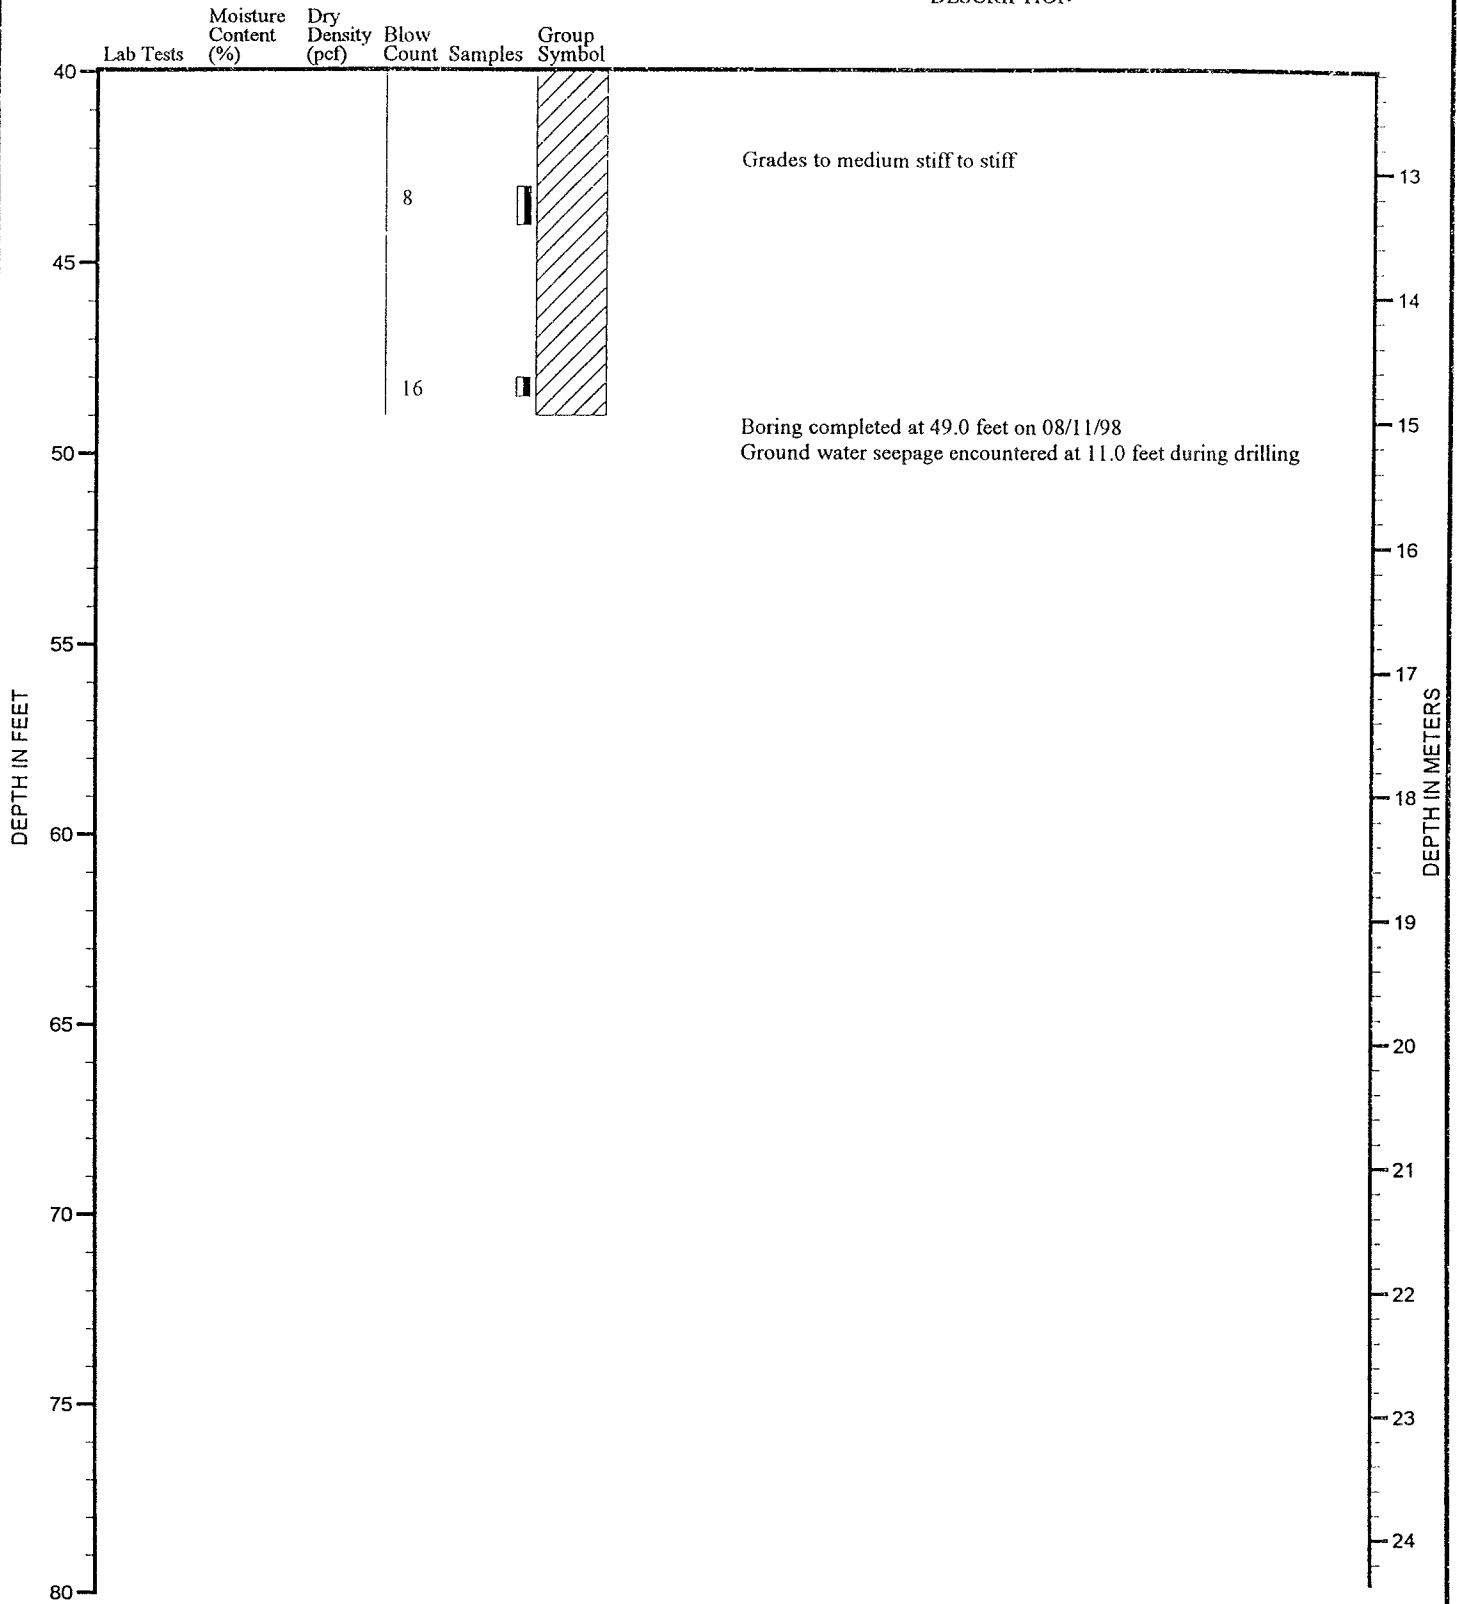 DESCRIPTION
Lab Tests
Moisture
Content
(%)
Dry
Density
(pcf)
Blow
Count
Samples
Group
Symbol
40
45
50
55
60
65
70
75
80
DEPTH IN FEET
8
16
Grades to medium stiff to stiff
Boring completed at 49.0 feet on 08/11/98
Ground water seepage encountered at 11.0 feet during drilling
13
14
15
16
17
18
19
20
21
22
23
24
DEPTH IN METERS